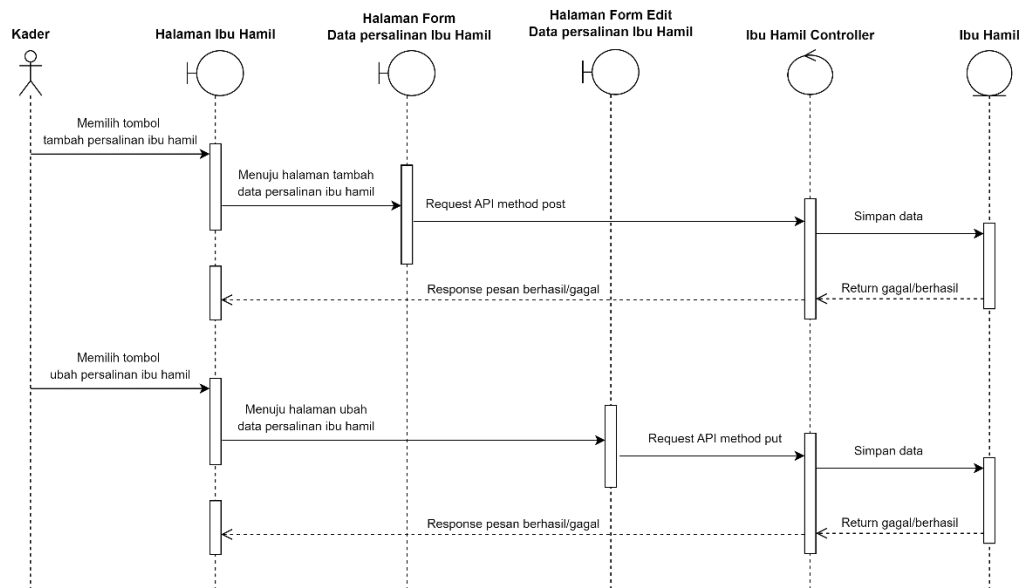 Kader
Halaman Ibu Hamil
Halaman Form
Data persalinan Ibu Hamil
Halaman Form Edit
Data persalinan Ibu Hamil
Ibu Hamil Controller
Ibu Hamil
Memilih tombol
tambah persalinan ibu hamil
Menuju halaman tambah
data persalinan ibu hamil
Request API method post
Simpan data
Response pesan berhasil/gagal
Return gagal/berhasil
Memilih tombol
ubah persalinan ibu hamil
Menuju halaman ubah
data persalinan ibu hamil
Request API method put
Simpan data
Response pesan berhasil/gagal
Return gagal/berhasil